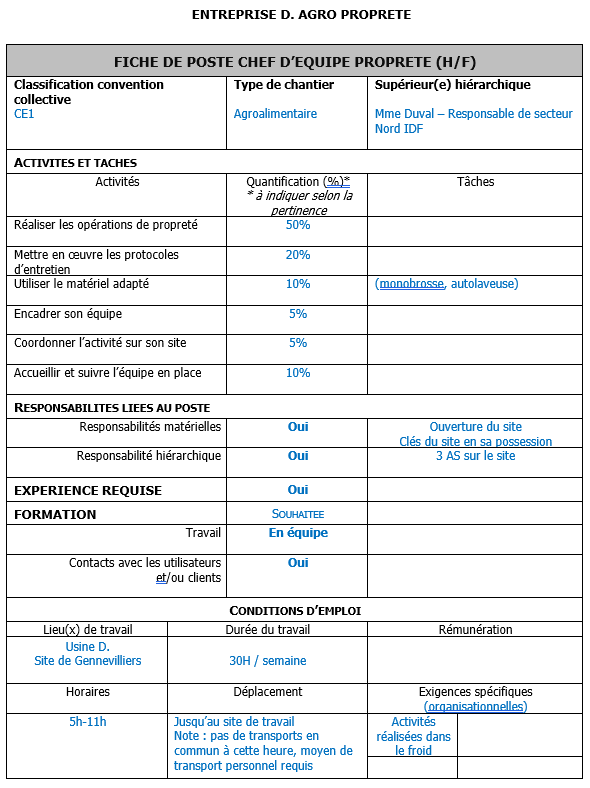 ENTREPRISE D. AGRO PROPRETE
FICHE DE POSTE CHEF D'EQUIPE PROPRETE (H/F)
Classification convention collective
CE1
Type de chantier
Agroalimentaire
Supérieur(e) hiérarchique
Mme Duval – Responsable de secteur
Nord IDF
ACTIVITES ET TACHES
Activités
Quantification (%)*
* à indiquer selon la
pertinence
Tâches
Réaliser les opérations de propreté
50%
Mettre en œuvre les protocoles
d'entretien
20%
Utiliser le matériel adapté
10%
(monobrosse, autolaveuse)
Encadrer son équipe
5%
Coordonner l'activité sur son site
5%
Accueillir et suivre l'équipe en place
10%
RESPONSABILITES LIEES AU POSTE
Responsabilités matérielles
Oui
Ouverture du site
Clés du site en sa possession
Responsabilité hiérarchique
Oui
3 AS sur le site
EXPERIENCE REQUISE
Oui
FORMATION
SOUHAITEE
Travail
En équipe
Contacts avec les utilisateurs
et/ou clients
Oui
CONDITIONS D'EMPLOI
Lieu(x) de travail
Durée du travail
Rémunération
Usine D.
Site de Gennevilliers
30H / semaine
Horaires
Déplacement
Exigences spécifiques
(organisationnelles)
5h-11h
Jusqu'au site de travail
Note : pas de transports en
commun à cette heure, moyen de
transport personnel requis
Activités
réalisées dans
le froid